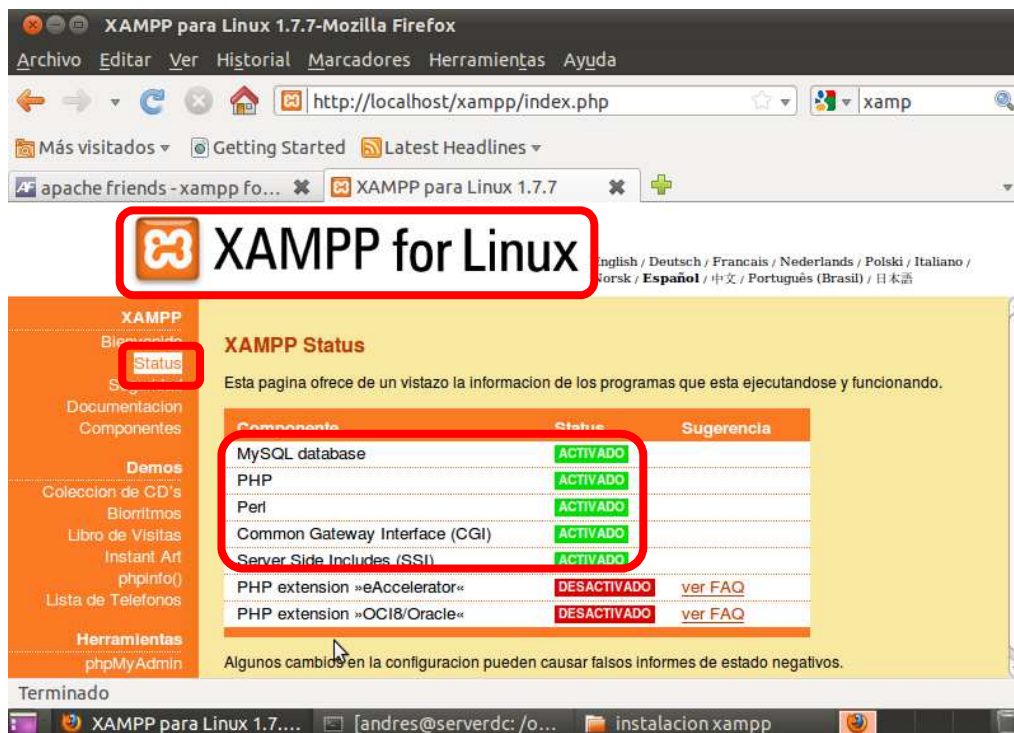 XAMPP para Linux 1.7.7-Mozilla Firefox
Archivo Editar Ver Historial Marcadores Herramientas Ayuda
http://localhost/xampp/index.php xamp
Más visitados Getting Started Latest Headlines
apache friends - xampp fo... XAMPP para Linux 1.7.7
XAMPP for Linux
English / Deutsch / Francais / Nederlands / Polski / Italiano /
Norsk / Español / 中文 / Português (Brasil) / 日本語
XAMPP
Bienvenido
Status
Seguridad
Documentacion
Componentes
Demos
Coleccion de CD's
Biorritmos
Libro de Visitas
Instant Art
phpinfo()
Lista de Telefonos
Herramientas
phpMyAdmin
XAMPP Status
Esta pagina ofrece de un vistazo la informacion de los programas que esta ejecutandose y funcionando.
Componente Status Sugerencia
MySQL database ACTIVADO
PHP ACTIVADO
Perl ACTIVADO
Common Gateway Interface (CGI) ACTIVADO
Server Side Includes (SSI) ACTIVADO
PHP extension »eAccelerator« DESACTIVADO ver FAQ
PHP extension »OCI8/Oracle« DESACTIVADO ver FAQ
Algunos cambios en la configuracion pueden causar falsos informes de estado negativos.
Terminado
XAMPP para Linux 1.7.... [andres@serverdc: /o... instalacion xampp